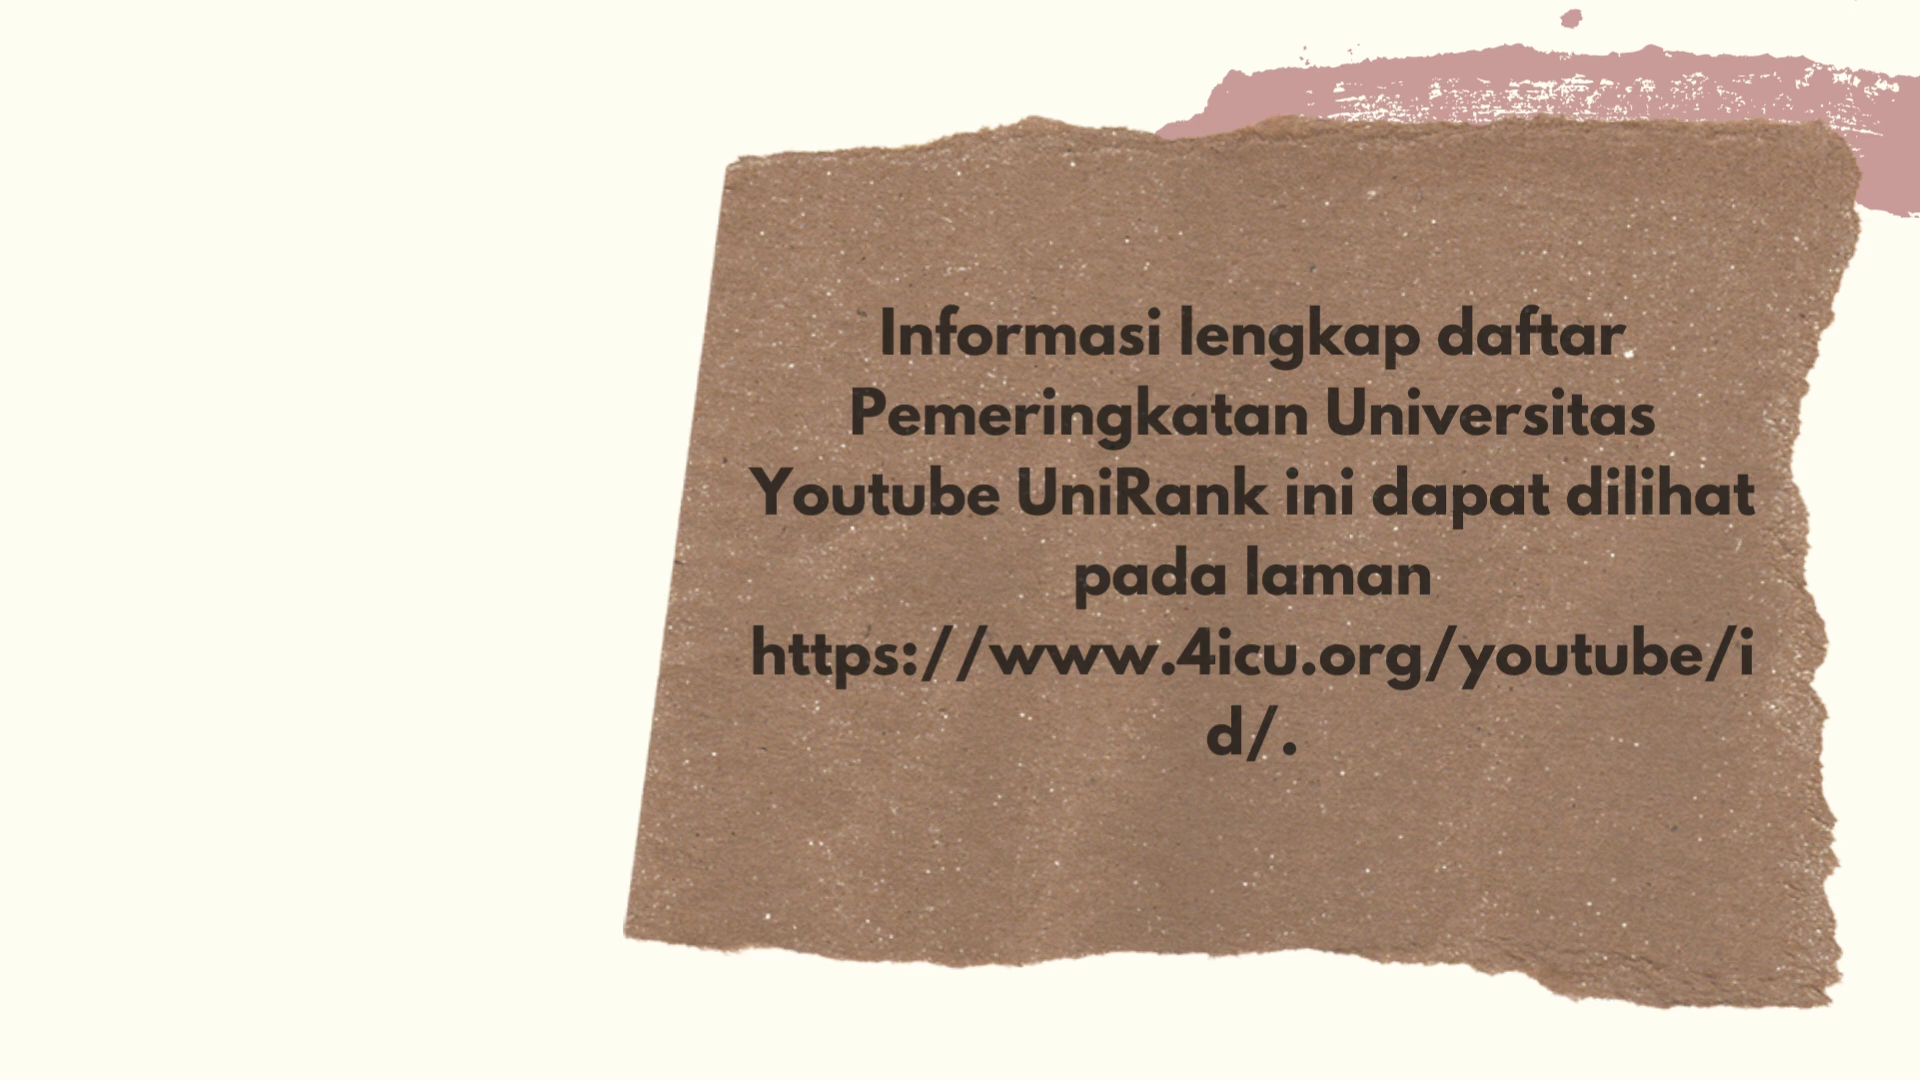 Informasi lengkap daftar
Pemeringkatan Universitas
Youtube UniRank ini dapat dilihat
pada laman
https://www.4icu.org/youtube/i
d/.